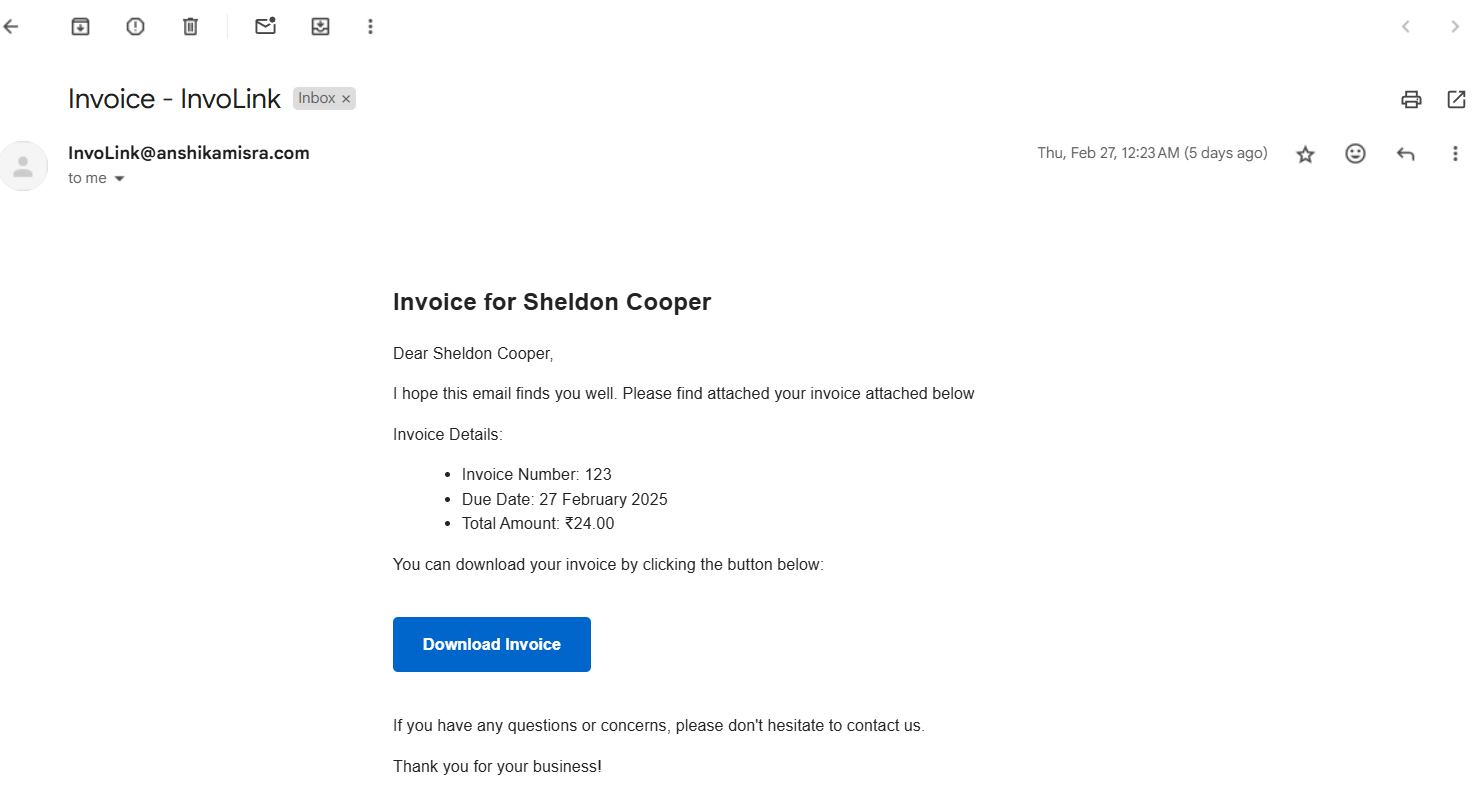 Invoice - InvoLink Inbox ×
InvoLink@anshikamisra.com Thu, Feb 27, 12:23 AM (5 days ago)
to me
Invoice for Sheldon Cooper
Dear Sheldon Cooper,
I hope this email finds you well. Please find attached your invoice attached below
Invoice Details:
• Invoice Number: 123
• Due Date: 27 February 2025
• Total Amount: ₹24.00
You can download your invoice by clicking the button below:
Download Invoice
If you have any questions or concerns, please don't hesitate to contact us.
Thank you for your business!